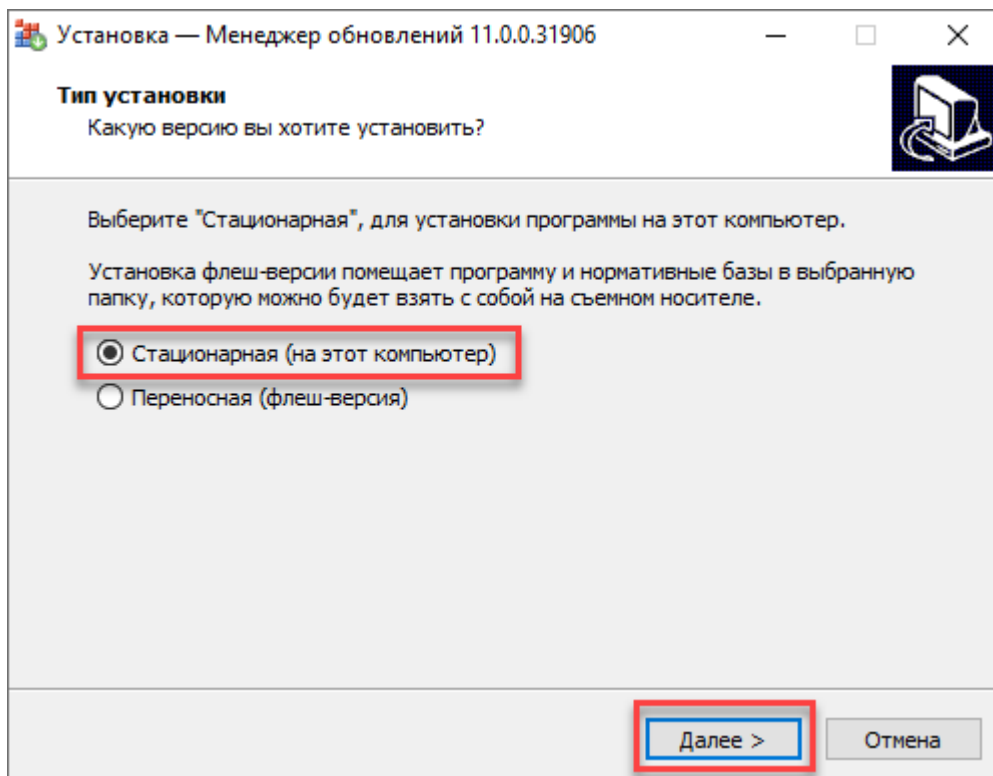 Установка — Менеджер обновлений 11.0.0.31906
Тип установки
Какую версию вы хотите установить?
Выберите "Стационарная", для установки программы на этот компьютер.
Установка флеш-версии помещает программу и нормативные базы в выбранную
папку, которую можно будет взять с собой на съемном носителе.
Стационарная (на этот компьютер)
Переносная (флеш-версия)
Далее >
Отмена